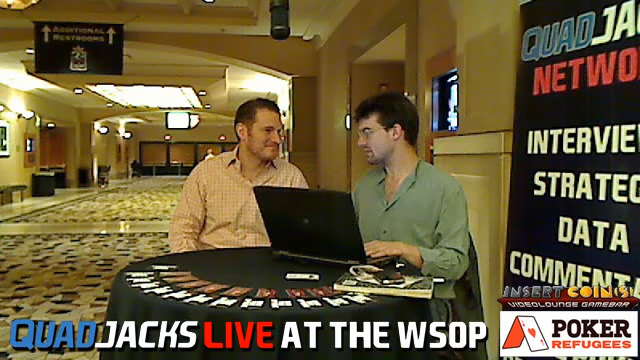 ADDITIONAL
RESTROOMS
QUADJACKS
NETWO
INTERVIEW
STRATEG
DATA
COMMENTA
INSERT COIN(S)
VIDEOLOUNGE GAMEBAR
A
POKER
REFUGEES
QUADJACKS LIVE AT THE WSOP